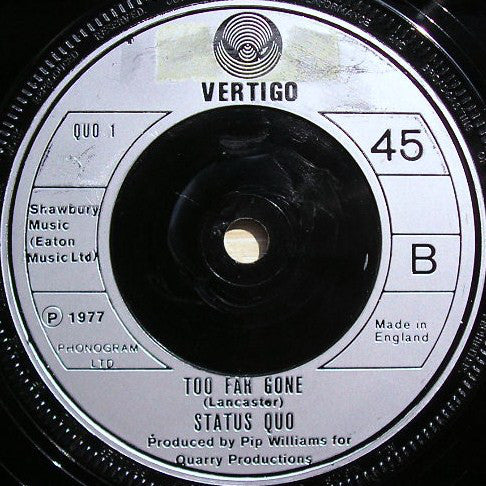 VERTIGO
QUO 1
45
Shawbury
Music
(Eaton
Music Ltd)
B
℗ 1977
Made in
England
PHONOGRAM
LTD
TOO FAR GONE
(Lancaster)
STATUS QUO
Produced by Pip Williams for
Quarry Productions